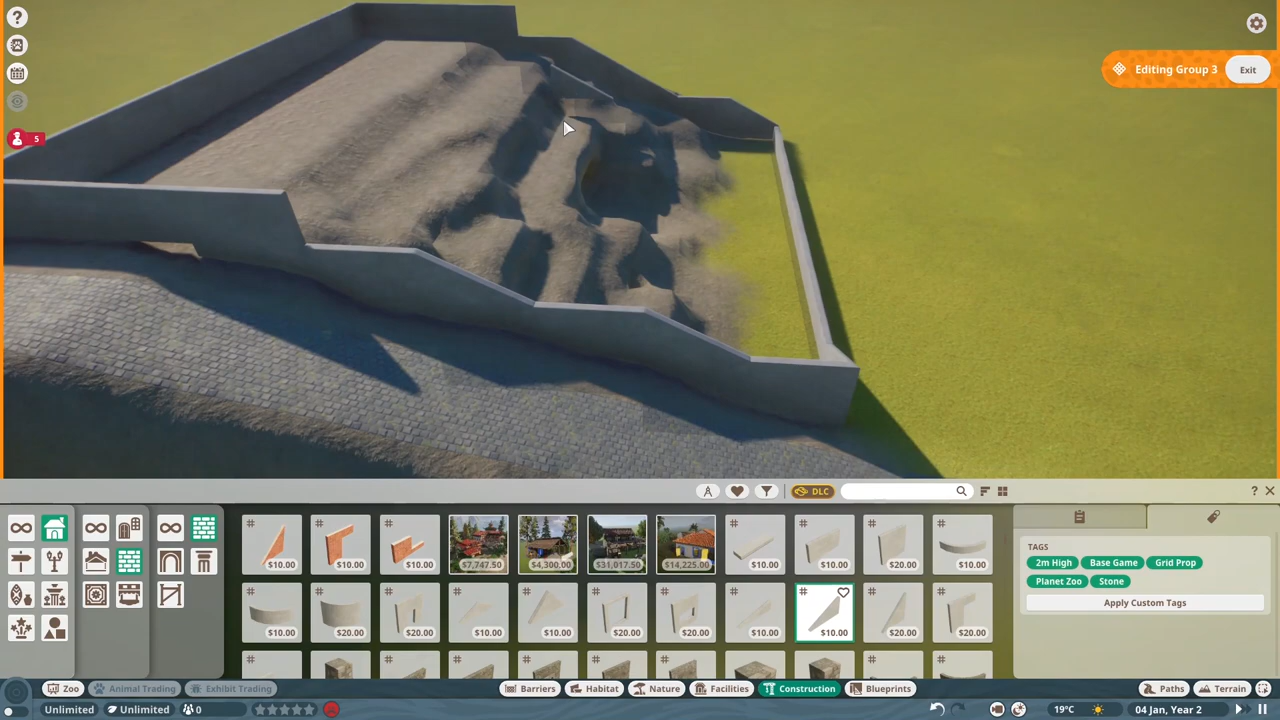 ?
Editing Group 3
Exit
5
DLC
?
$10.00
$10.00
$10.00
$7,747.50
$4,300.00
$31,017.50
$14,225.00
$10.00
$10.00
$20.00
$10.00
$10.00
$20.00
$20.00
$10.00
$10.00
$20.00
$20.00
$10.00
$10.00
$20.00
$10.00
TAGS
2m High
Base Game
Grid Prop
Planet Zoo
Stone
Apply Custom Tags
Zoo
Animal Trading
Exhibit Trading
Barriers
Habitat
Nature
Facilities
Construction
Blueprints
Paths
Terrain
Unlimited
Unlimited
0
19°C
04 Jan, Year 2